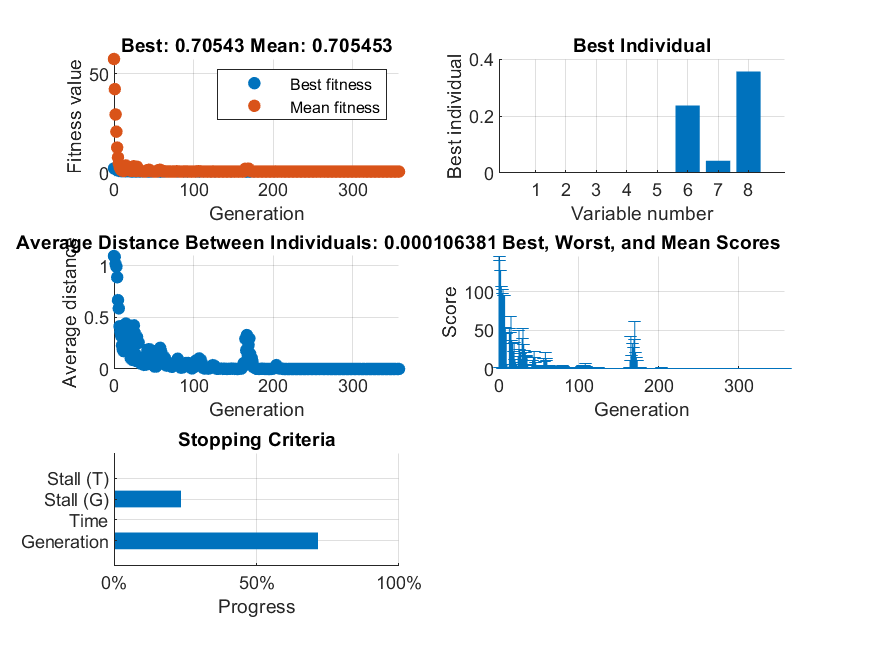 Best: 0.70543 Mean: 0.705453
Fitness value
50
0
0 100 200 300
Generation
Best fitness
Mean fitness
Best Individual
Best individual
0.4
0.2
0
1 2 3 4 5 6 7 8
Variable number
Average Distance Between Individuals: 0.000106381
Average distance
1
0.5
0
0 100 200 300
Generation
Best, Worst, and Mean Scores
Score
100
50
0
0 100 200 300
Generation
Stopping Criteria
Stall (T)
Stall (G)
Time
Generation
0% 50% 100%
Progress